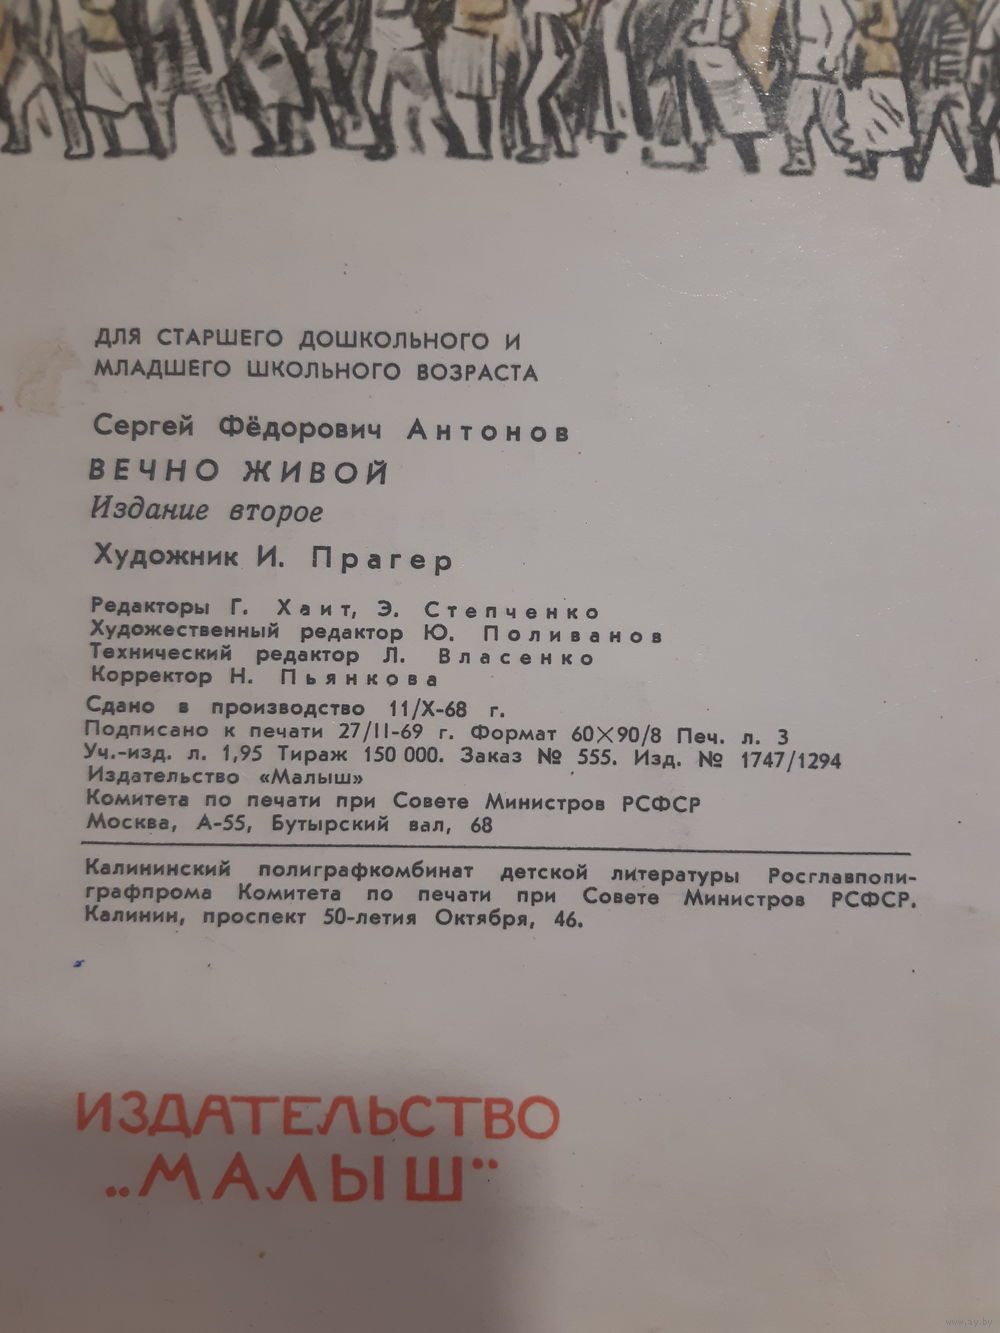 ДЛЯ СТАРШЕГО ДОШКОЛЬНОГО И
МЛАДШЕГО ШКОЛЬНОГО ВОЗРАСТА
Сергей Фёдорович Антонов
ВЕЧНО ЖИВОЙ
Издание второе
Художник И. Прагер
Редакторы Г. Хаит, Э. Степченко
Художественный редактор Ю. Поливанов
Технический редактор Л. Власенко
Корректор Н. Пьянкова
Сдано в производство 11/X-68 г.
Подписано к печати 27/II-69 г. Формат 60×90/8 Печ. л. 3
Уч.-изд. л. 1,95 Тираж 150 000. Заказ № 555. Изд. № 1747/1294
Издательство «Малыш»
Комитета по печати при Совете Министров РСФСР
Москва, А-55, Бутырский вал, 68
Калининский полиграфкомбинат детской литературы Росглавполи-
графпрома Комитета по печати при Совете Министров РСФСР.
Калинин, проспект 50-летия Октября, 46.
ИЗДАТЕЛЬСТВО
„МАЛЫШ"
www.ay.by